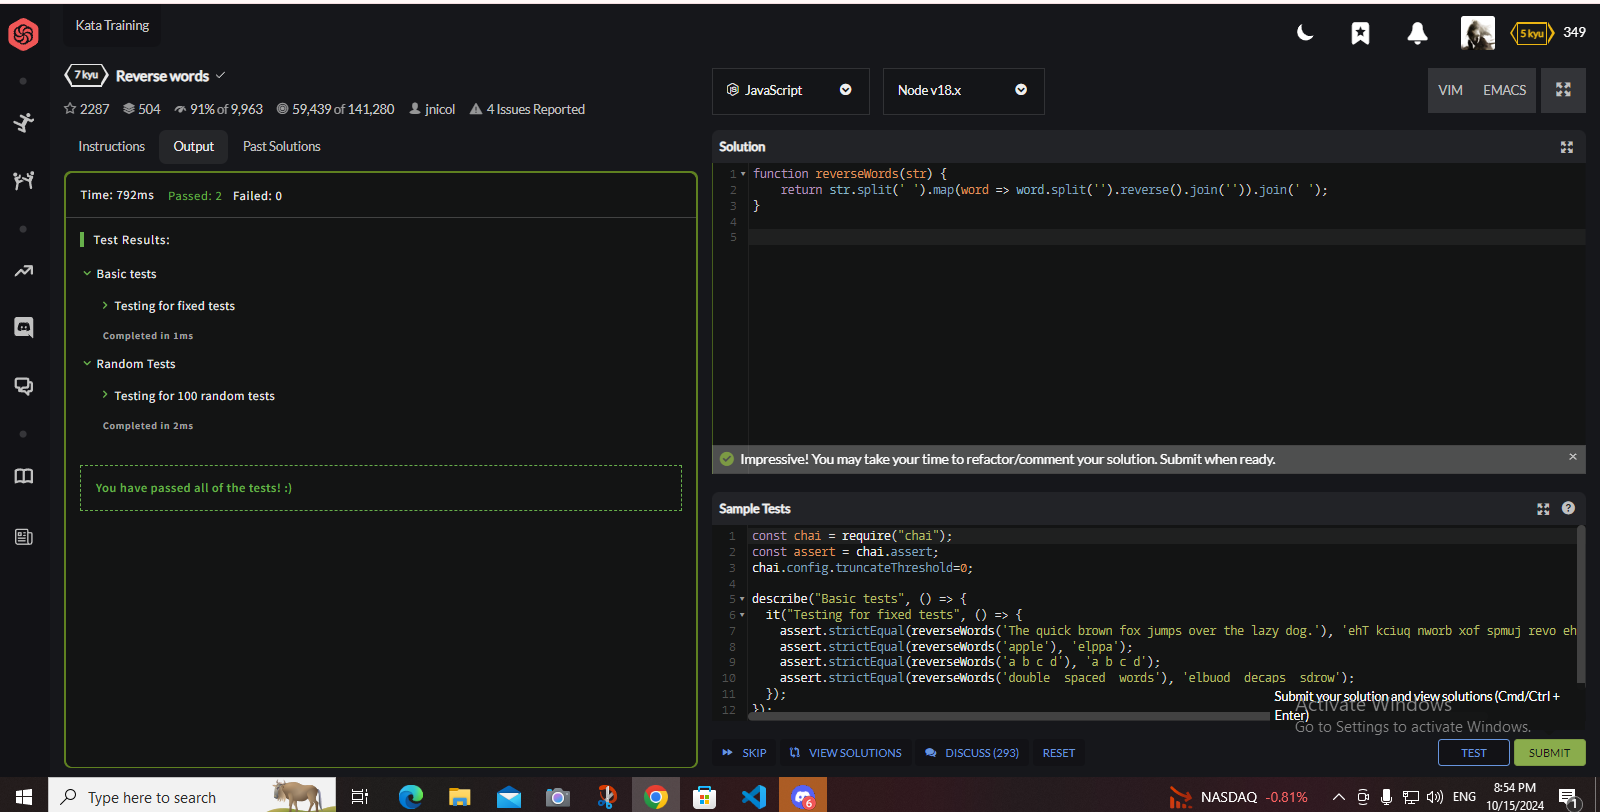 Kata Training
5 kyu
349
7 kyu
Reverse words
2287 504 91% of 9,963 59,439 of 141,280 jnicol 4 Issues Reported
Instructions Output Past Solutions
Time: 792ms Passed: 2 Failed: 0
Test Results:
Basic tests
Testing for fixed tests
Completed in 1ms
Random Tests
Testing for 100 random tests
Completed in 2ms
You have passed all of the tests! :)
JavaScript
Node v18.x
VIM EMACS
Solution
1 function reverseWords(str) {
2 return str.split(' ').map(word => word.split('').reverse().join('')).join(' ');
3 }
4
5
Impressive! You may take your time to refactor/comment your solution. Submit when ready.
Sample Tests
1 const chai = require("chai");
2 const assert = chai.assert;
3 chai.config.truncateThreshold=0;
4
5 describe("Basic tests", () => {
6 it("Testing for fixed tests", () => {
7 assert.strictEqual(reverseWords('The quick brown fox jumps over the lazy dog.'), 'ehT kciuq nworb xof spmuj revo eh
8 assert.strictEqual(reverseWords('apple'), 'elppa');
9 assert.strictEqual(reverseWords('a b c d'), 'a b c d');
10 assert.strictEqual(reverseWords('double  spaced  words'), 'elbuod  decaps  sdrow');
11 });
12 });
Submit your solution and view solutions (Cmd/Ctrl +
Enter)
Activate Windows
Go to Settings to activate Windows.
SKIP VIEW SOLUTIONS DISCUSS (293) RESET
TEST SUBMIT
Type here to search
6
NASDAQ -0.81%
ENG
8:54 PM
10/15/2024
1